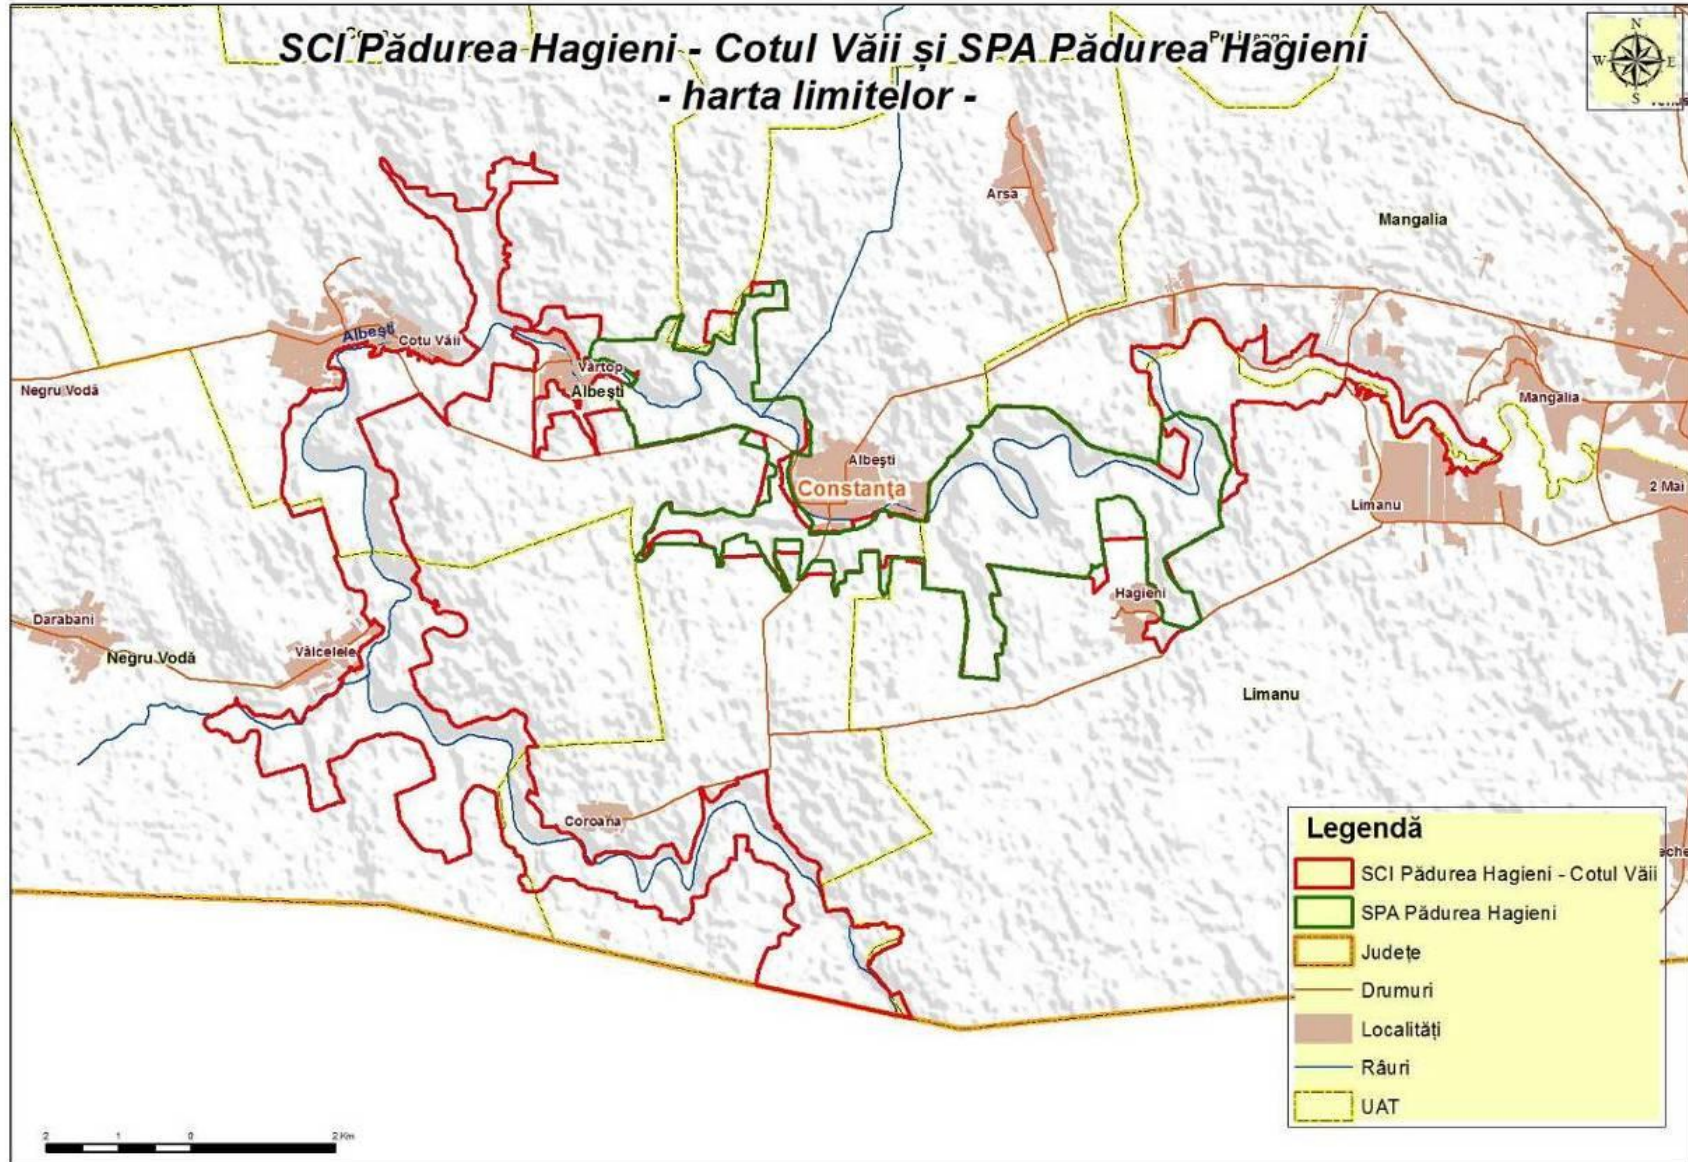 SCI Pădurea Hagieni - Cotul Văii și SPA Pădurea Hagieni
- harta limitelor -
N
W
E
S
Arsa
Mangalia
Albești
Cotu Văii
Negru Vodă
Vârtop
Albești
Mangalia
Albești
Constanța
2 Mai
Limanu
Hagieni
Darabani
Negru Vodă
Vâlcelele
Limanu
Coroana
Legendă
SCI Pădurea Hagieni - Cotul Văii
SPA Pădurea Hagieni
Județe
Drumuri
Localități
Râuri
UAT
2 1 0 2 Km